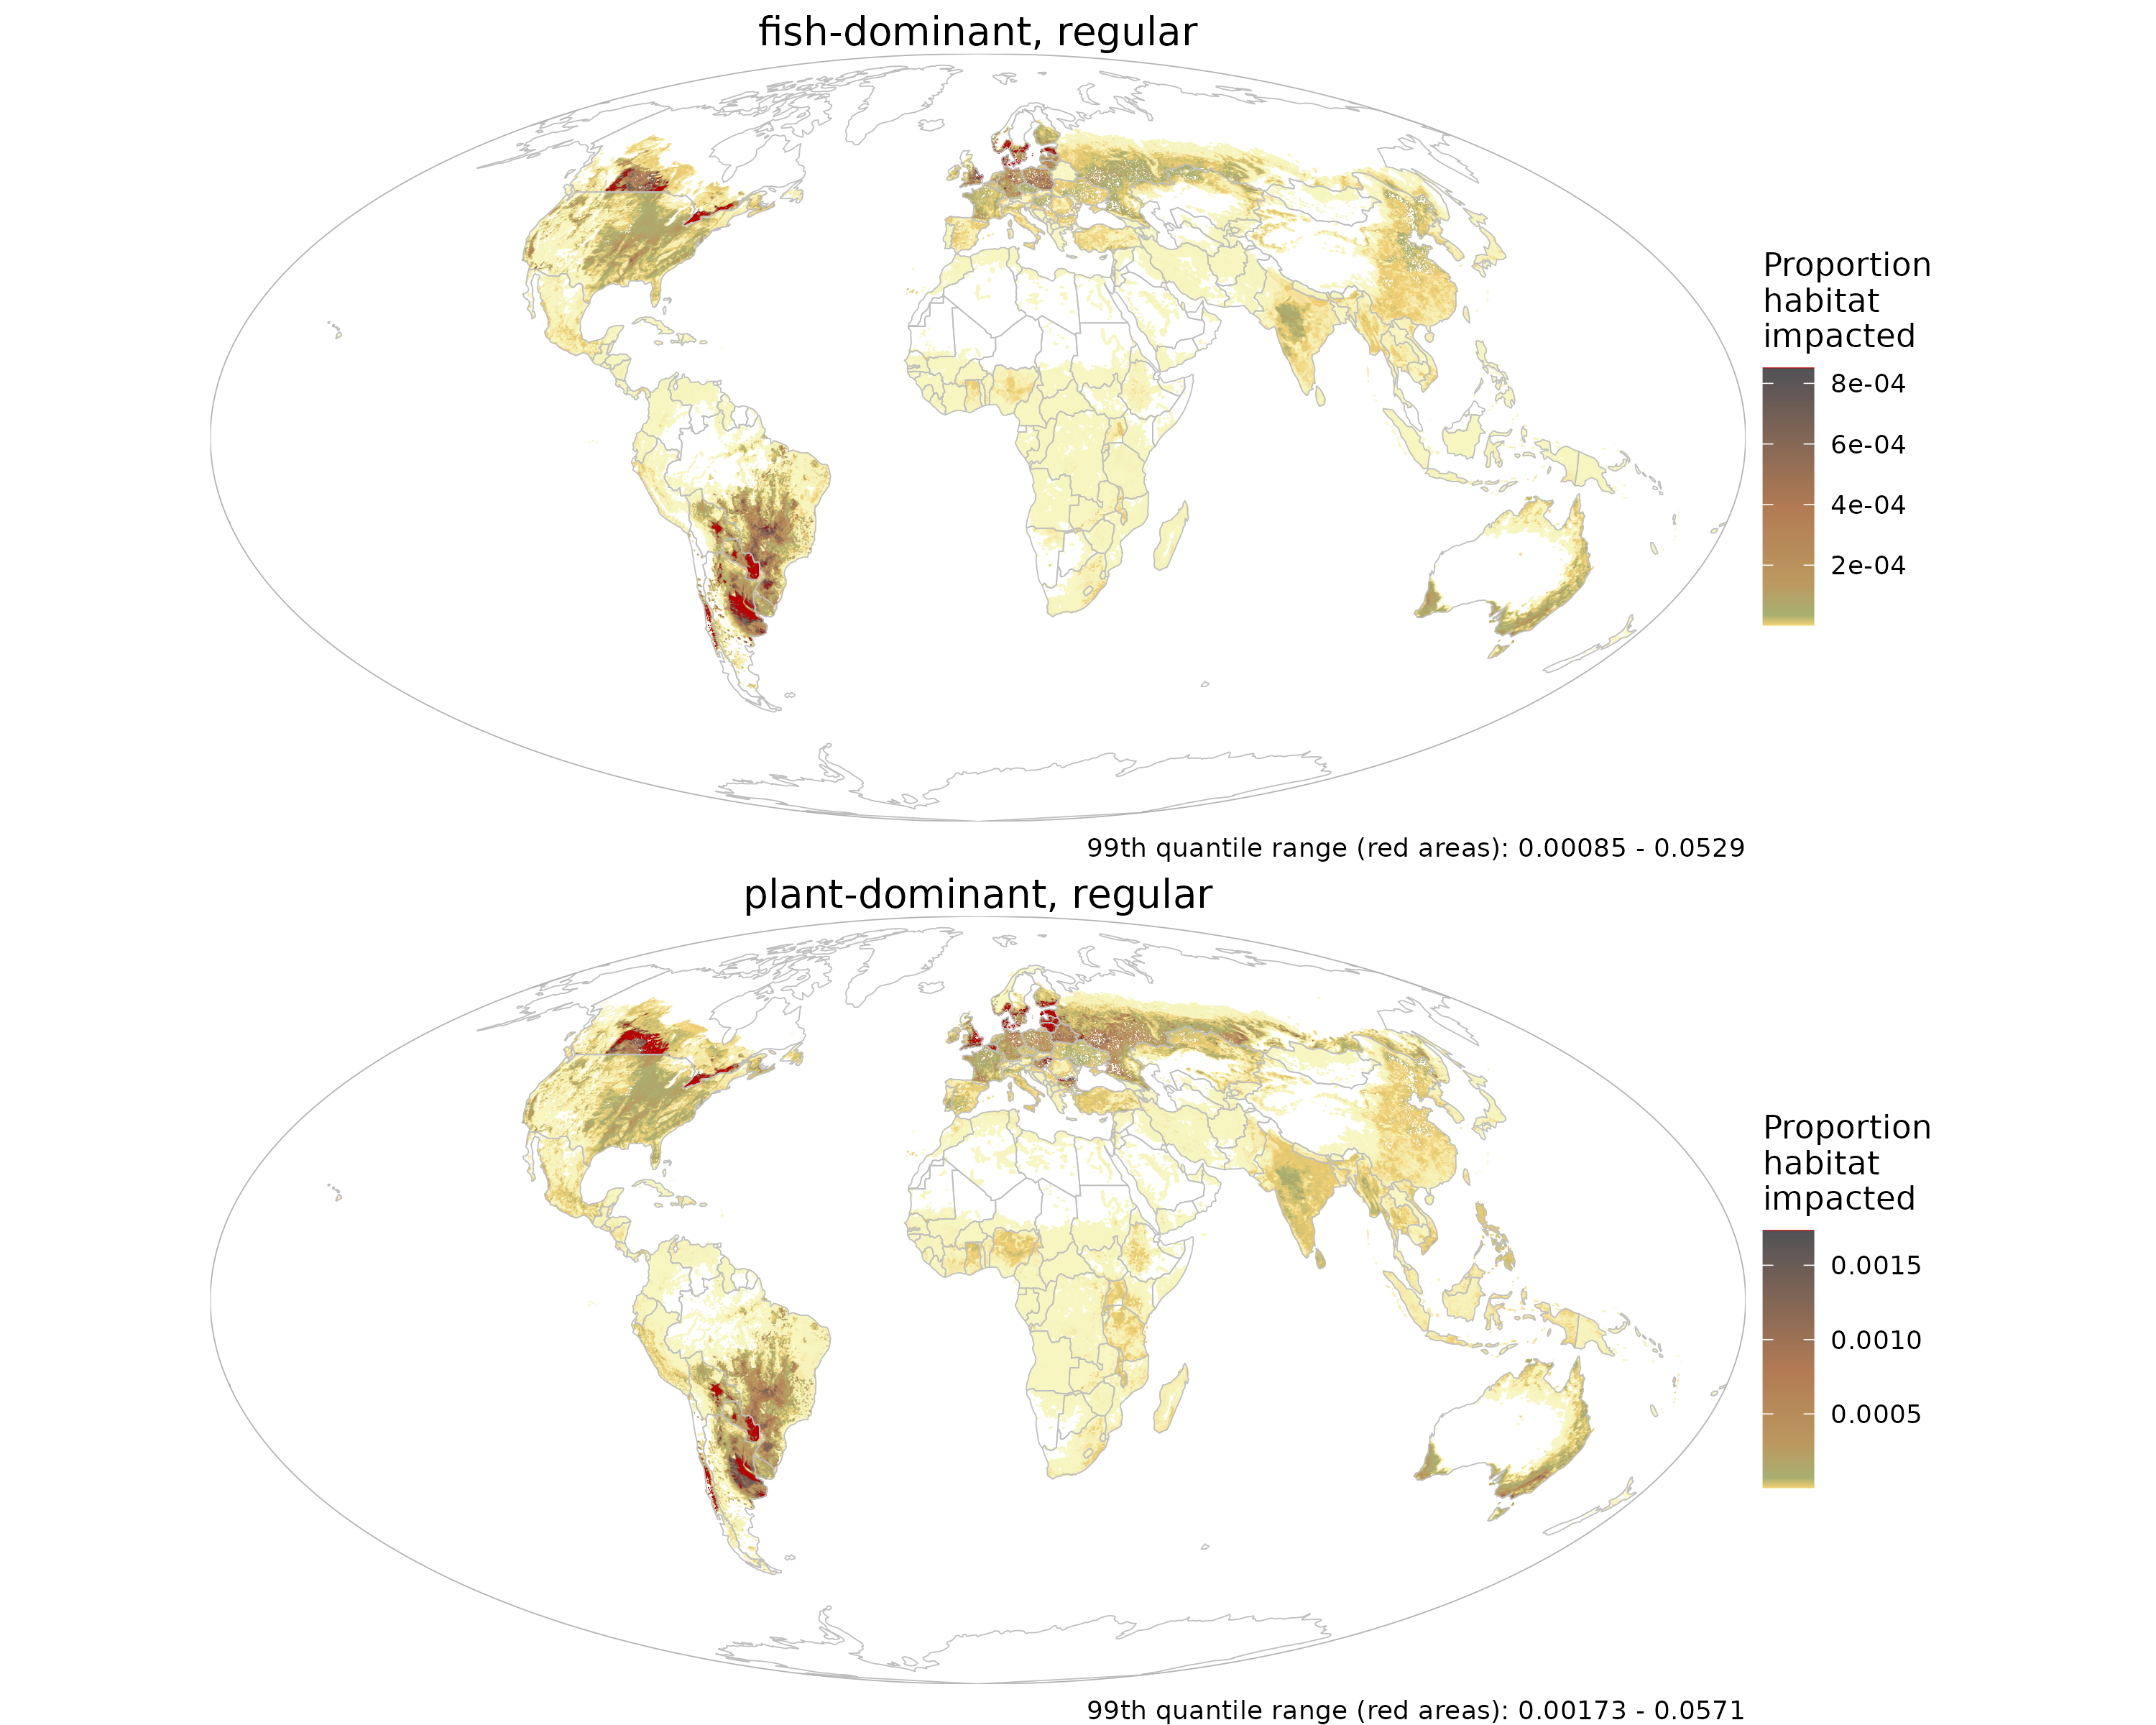 fish-dominant, regular
Proportion
habitat
impacted
8e-04
6e-04
4e-04
2e-04
99th quantile range (red areas): 0.00085 - 0.0529
plant-dominant, regular
Proportion
habitat
impacted
0.0015
0.0010
0.0005
99th quantile range (red areas): 0.00173 - 0.0571